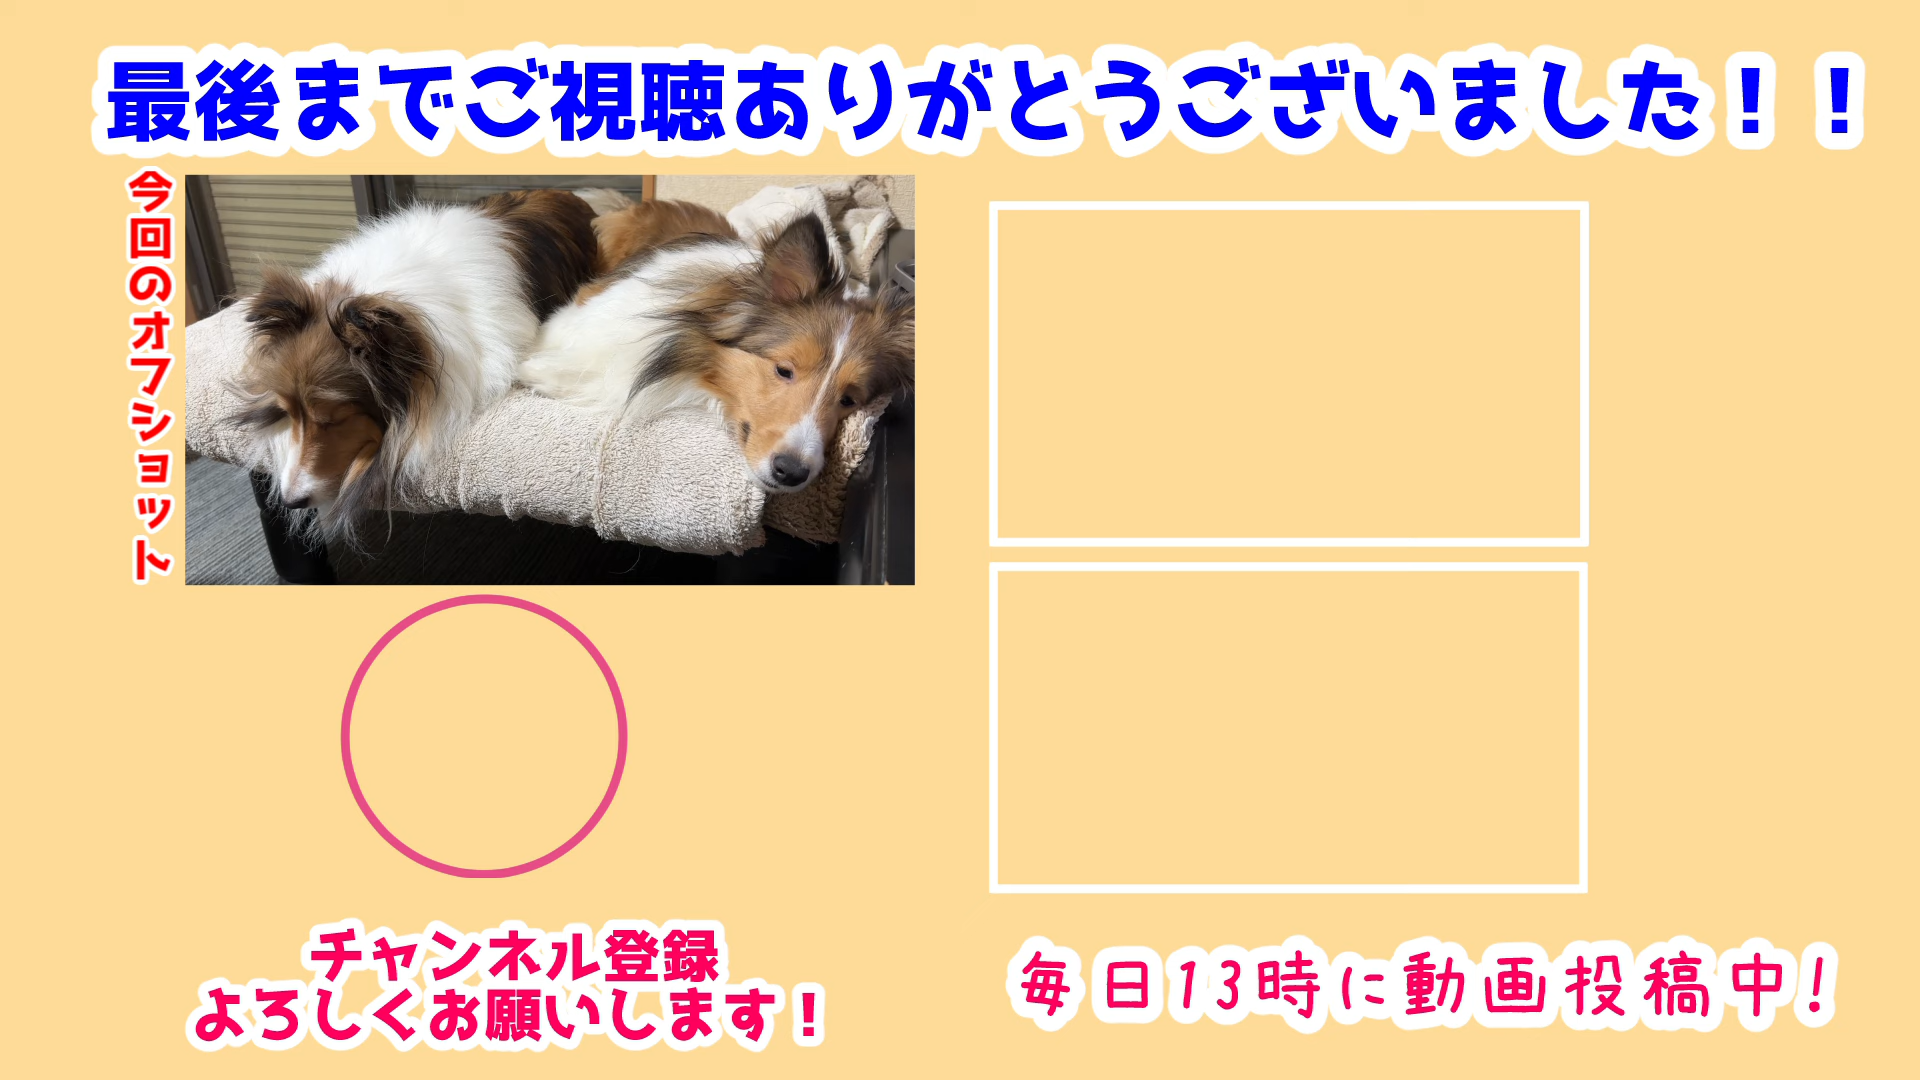 最後までご視聴ありがとうございました！！
今回のオフショット
チャンネル登録
よろしくお願いします！
毎日13時に動画投稿中!